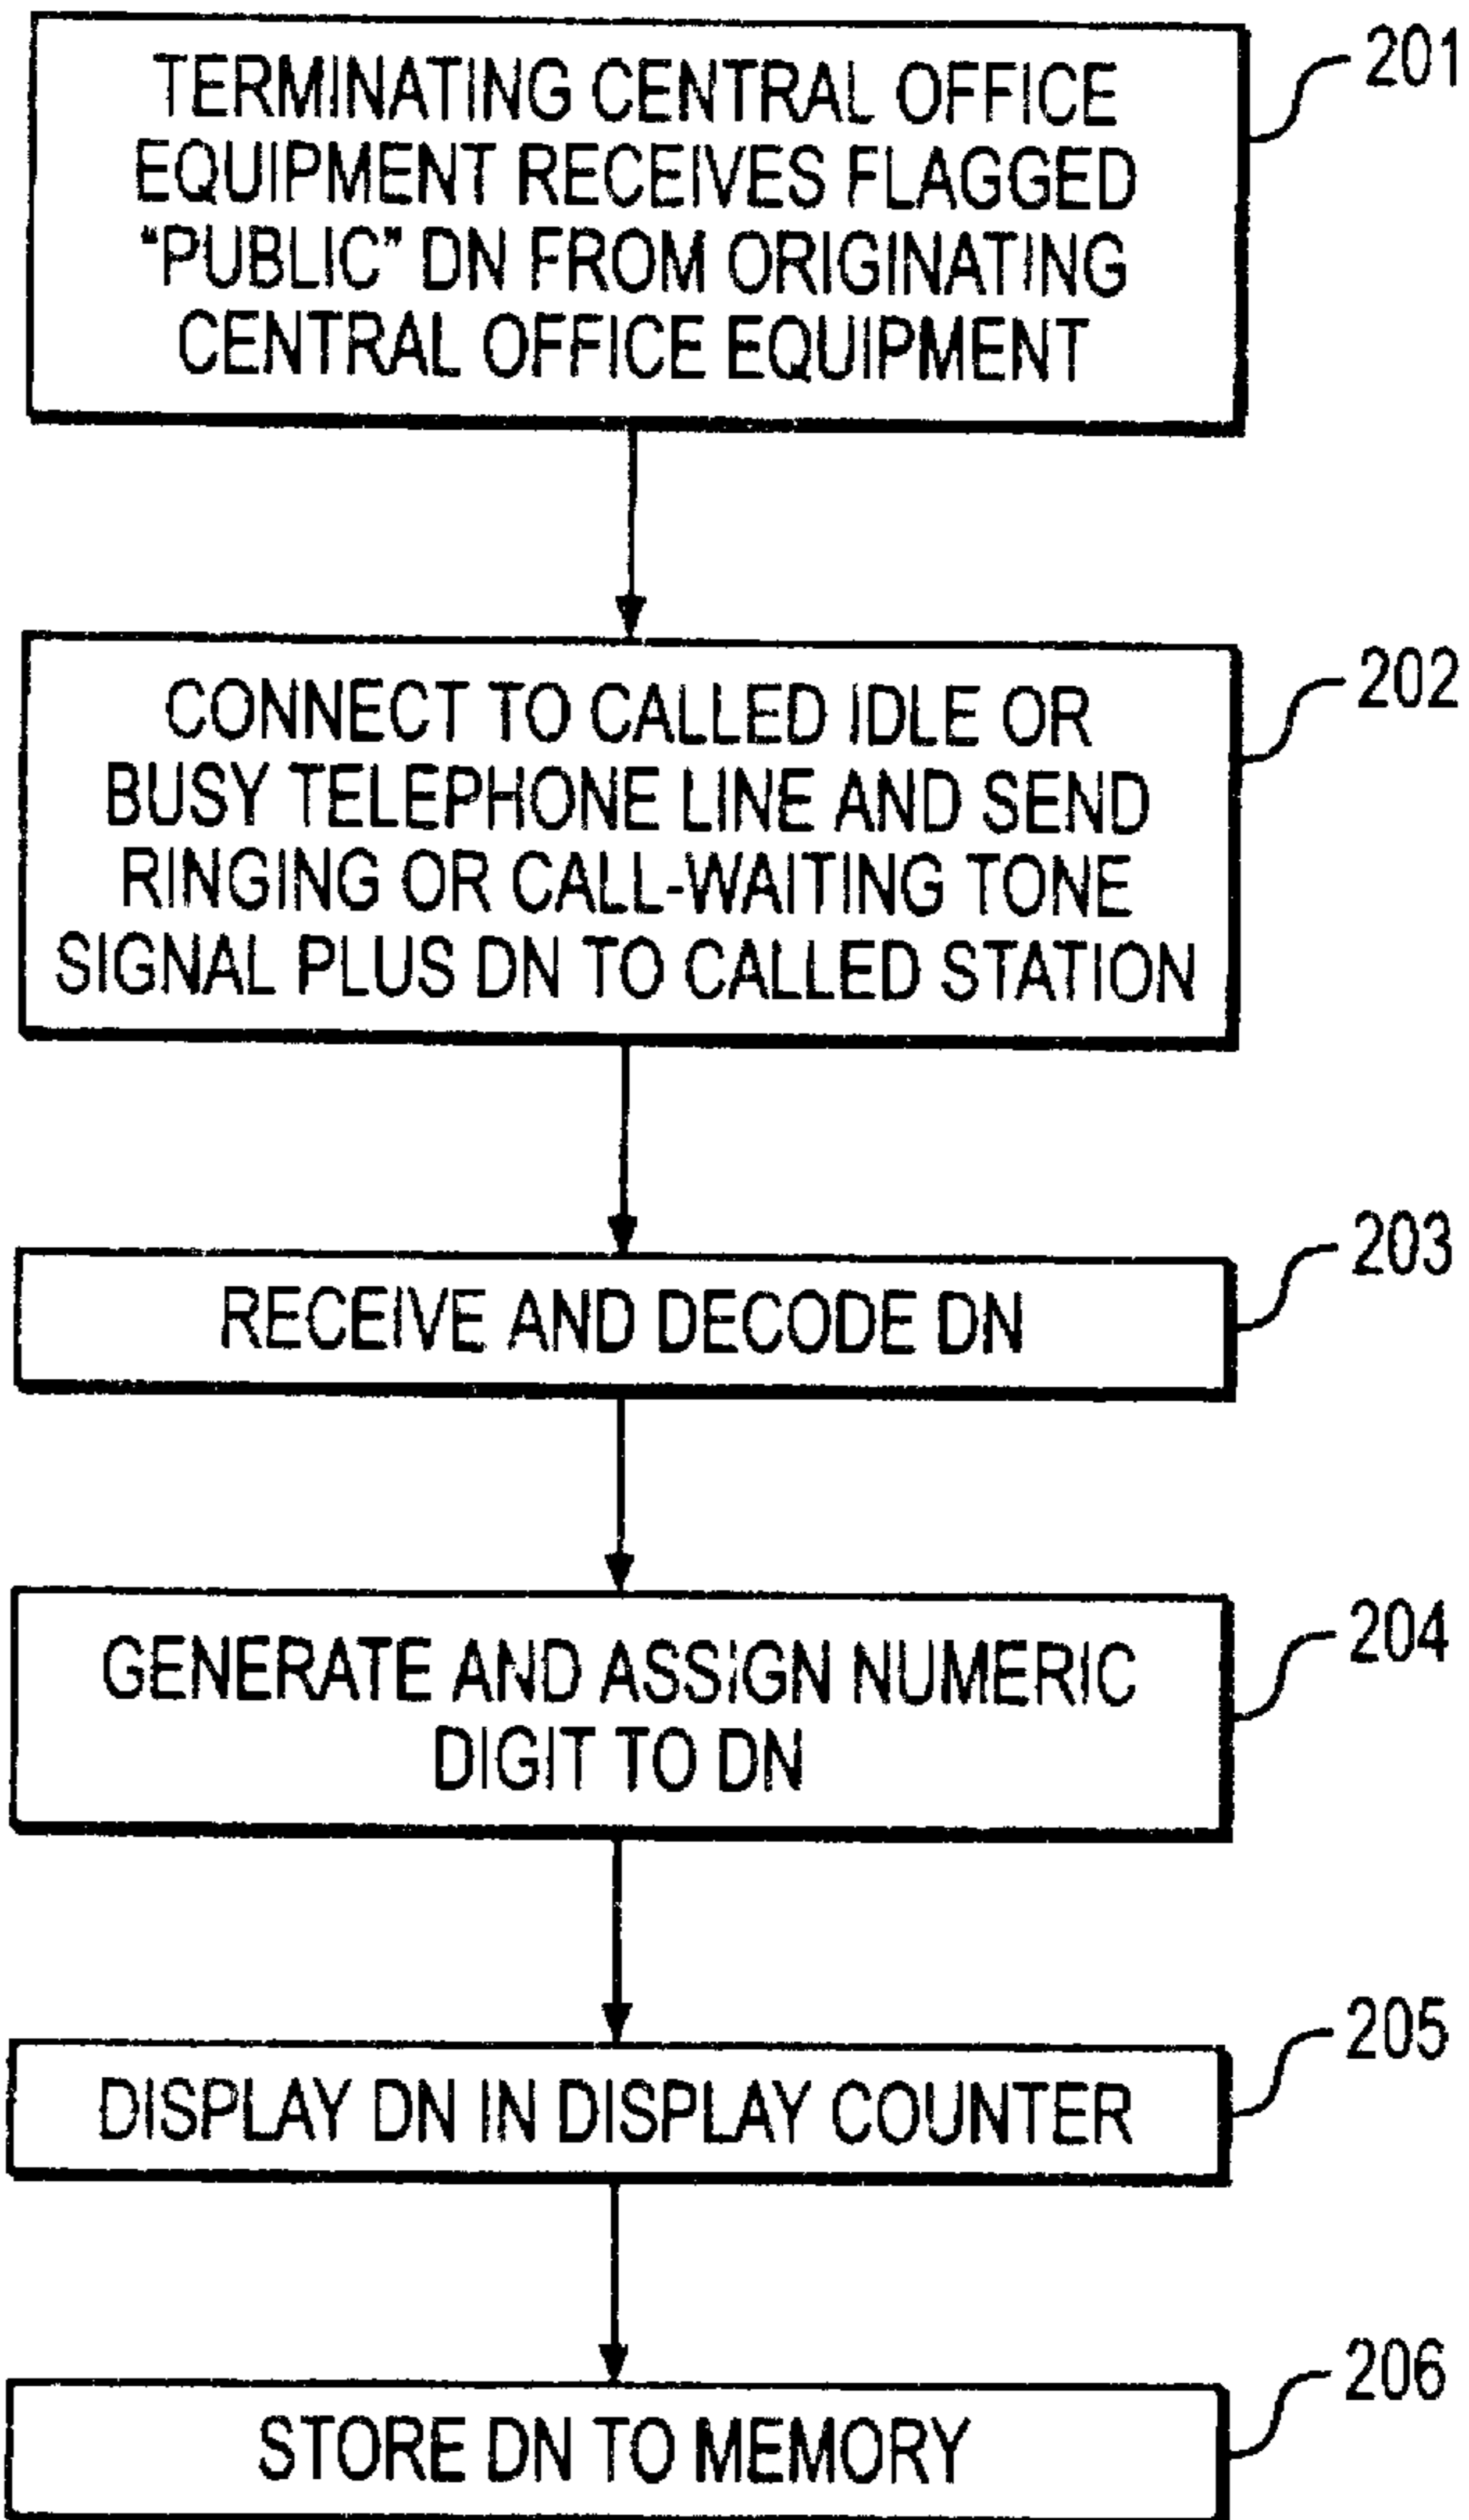 TERMINATING CENTRAL OFFICE
EQUIPMENT RECEIVES FLAGGED
"PUBLIC" DN FROM ORIGINATING
CENTRAL OFFICE EQUIPMENT
201
CONNECT TO CALLED IDLE OR
BUSY TELEPHONE LINE AND SEND
RINGING OR CALL-WAITING TONE
SIGNAL PLUS DN TO CALLED STATION
202
RECEIVE AND DECODE DN
203
GENERATE AND ASSIGN NUMERIC
DIGIT TO DN
204
DISPLAY DN IN DISPLAY COUNTER
205
STORE DN TO MEMORY
206